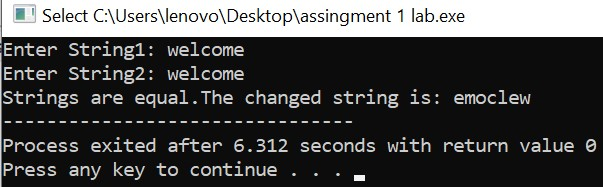 Select C:\Users\lenovo\Desktop\assingment 1 lab.exe
Enter String1: welcome
Enter String2: welcome
Strings are equal.The changed string is: emoclew
--------------------------------
Process exited after 6.312 seconds with return value 0
Press any key to continue . . .